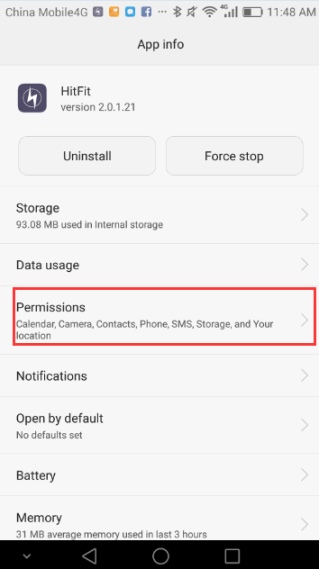 China Mobile4G 4G 11:48 AM
App info
HitFit
version 2.0.1.21
Uninstall Force stop
Storage
93.08 MB used in Internal storage
Data usage
Permissions
Calendar, Camera, Contacts, Phone, SMS, Storage, and Your
location
Notifications
Open by default
No defaults set
Battery
Memory
31 MB average memory used in last 3 hours